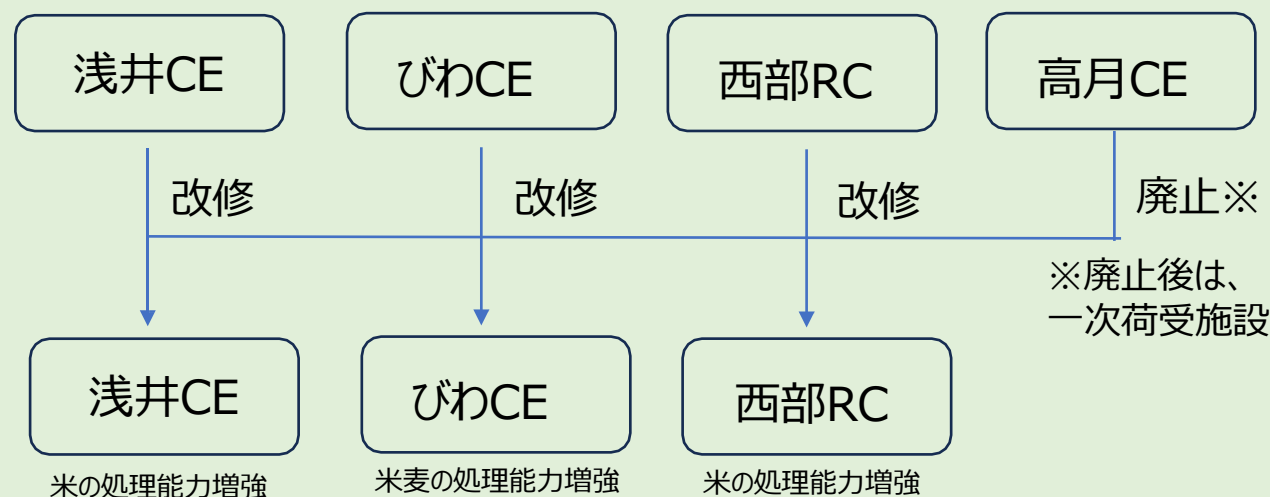 浅井CE
びわCE
西部RC
高月CE
改修
改修
改修
廃止※
※廃止後は、
一次荷受施設
浅井CE
びわCE
西部RC
米の処理能力増強
米麦の処理能力増強
米の処理能力増強